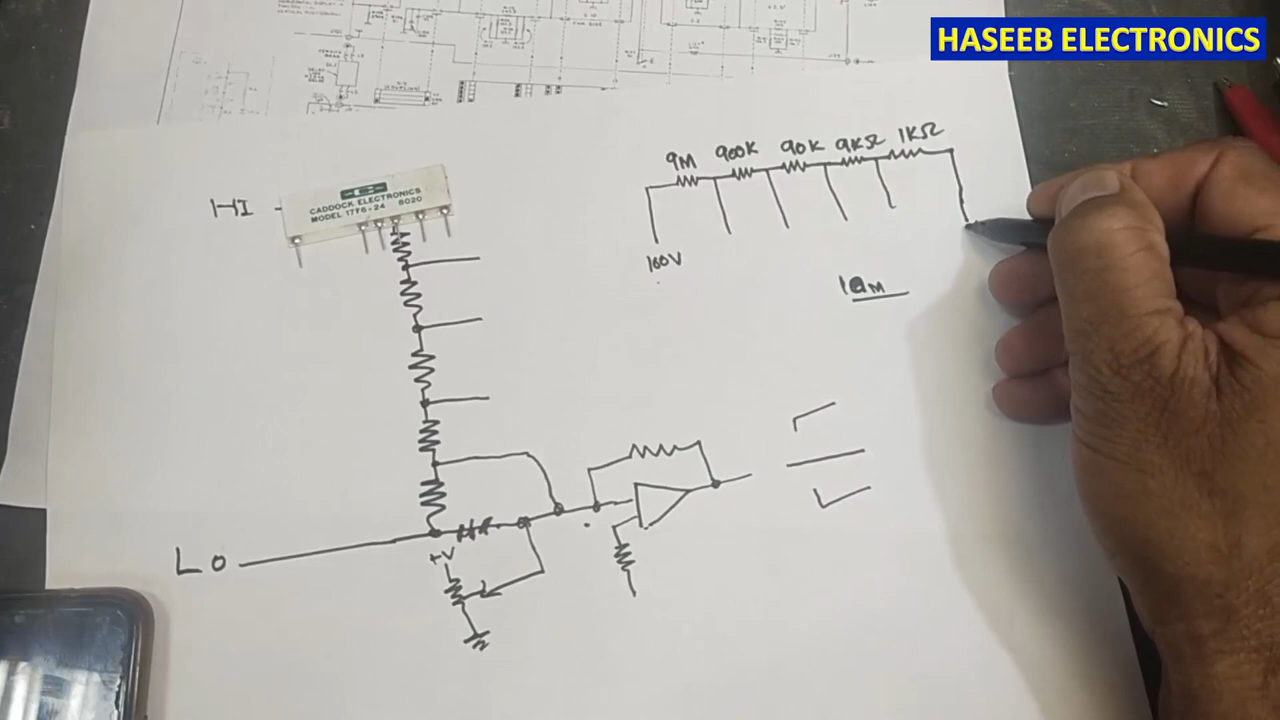 HASEEB ELECTRONICS
9M 900K 90K 9KΩ 1KΩ
HI
CADDOCK ELECTRONICS
MODEL 1776-24 8020
100V
10M
LO
+V